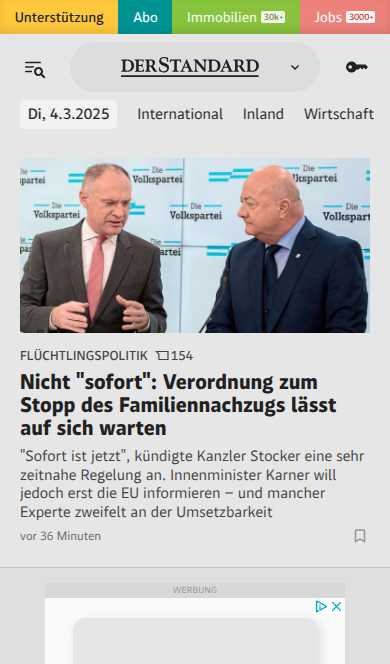 Unterstützung Abo Immobilien 30k+ Jobs 3000+
DERSTANDARD
Di, 4.3.2025 International Inland Wirtschaft
Die
Volkspartei
Die
Volkspartei
Die
Volkspartei
Die
Volkspartei
Die
Volkspartei
FLÜCHTLINGSPOLITIK 154
Nicht "sofort": Verordnung zum
Stopp des Familiennachzugs lässt
auf sich warten
"Sofort ist jetzt", kündigte Kanzler Stocker eine sehr
zeitnahe Regelung an. Innenminister Karner will
jedoch erst die EU informieren – und mancher
Experte zweifelt an der Umsetzbarkeit
vor 36 Minuten
WERBUNG